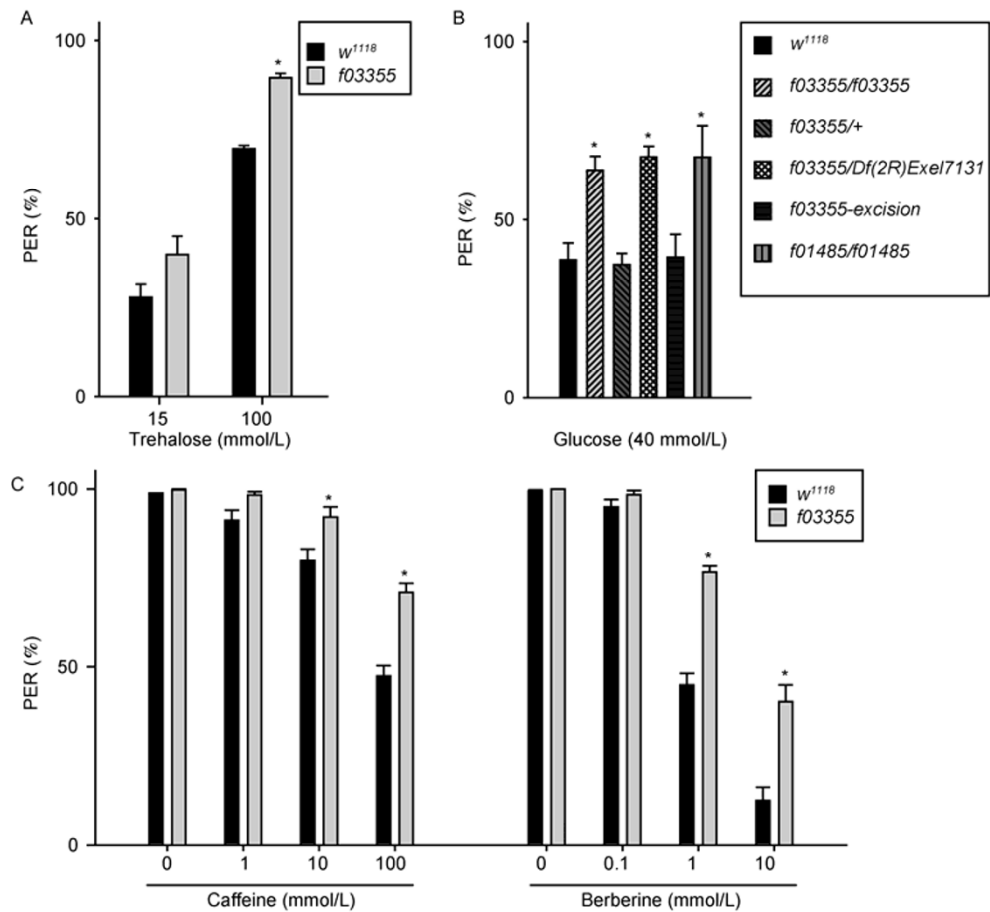 A
100
50
0
PER (%)
15 100
Trehalose (mmol/L)
w¹¹¹⁸
f03355
*
B
100
50
0
PER (%)
* * *
Glucose (40 mmol/L)
w¹¹¹⁸
f03355/f03355
f03355/+
f03355/Df(2R)Exel7131
f03355-excision
f01485/f01485
C
100
50
0
PER (%)
* *
* *
w¹¹¹⁸
f03355
0 1 10 100
Caffeine (mmol/L)
0 0.1 1 10
Berberine (mmol/L)